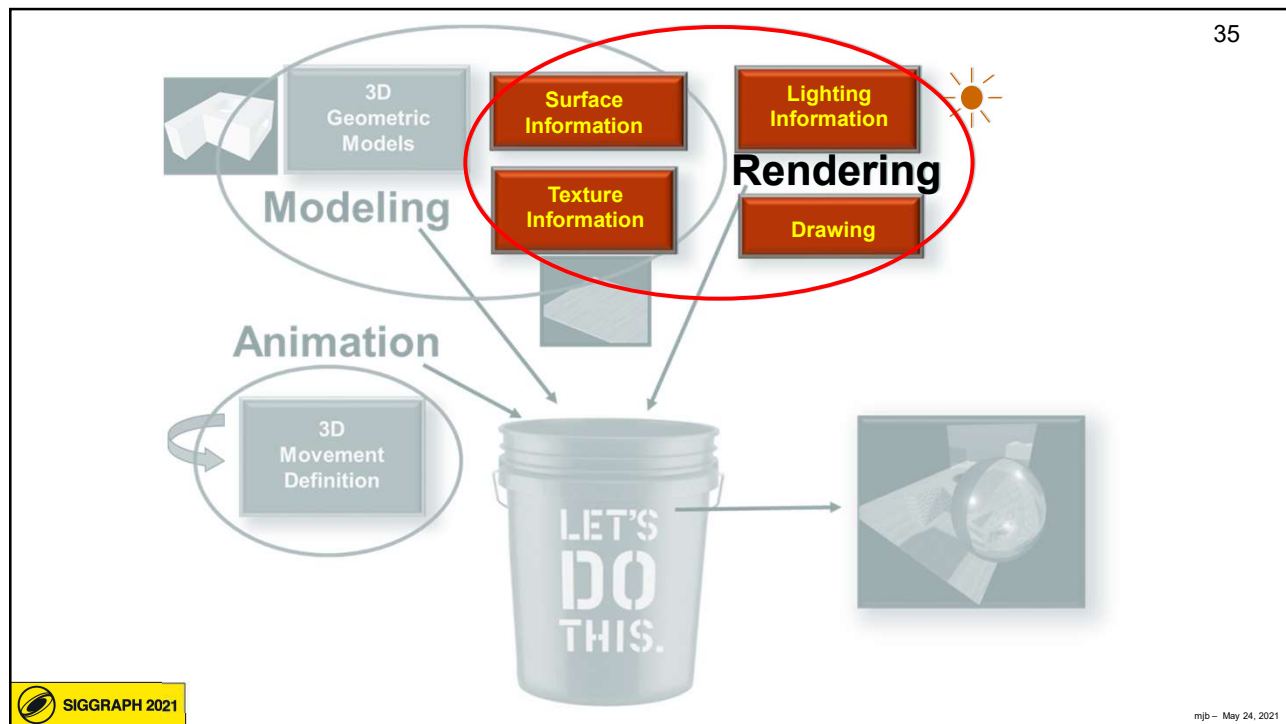 35
3D
Geometric
Models
Surface
Information
Lighting
Information
Rendering
Modeling
Texture
Information
Drawing
Animation
3D
Movement
Definition
LET'S
DO
THIS.
SIGGRAPH 2021
mjb – May 24, 2021